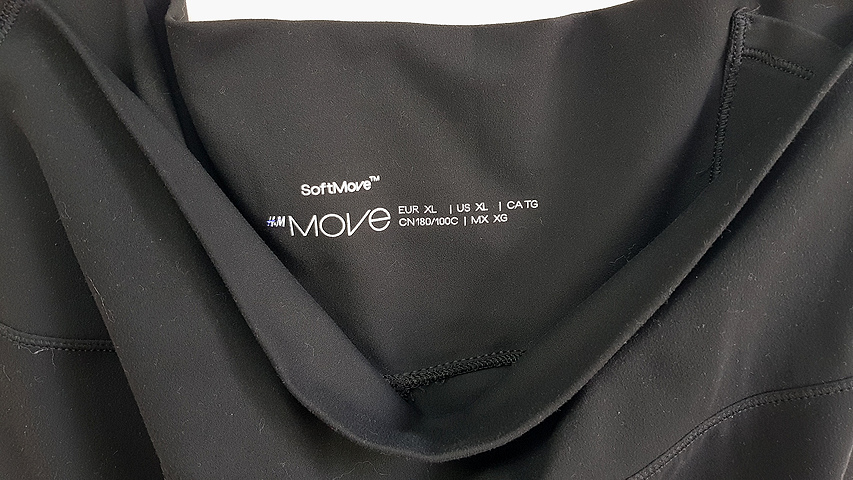 SoftMove™
H&M MOVE
EUR XL | US XL | CA TG
CN180/100C | MX XG